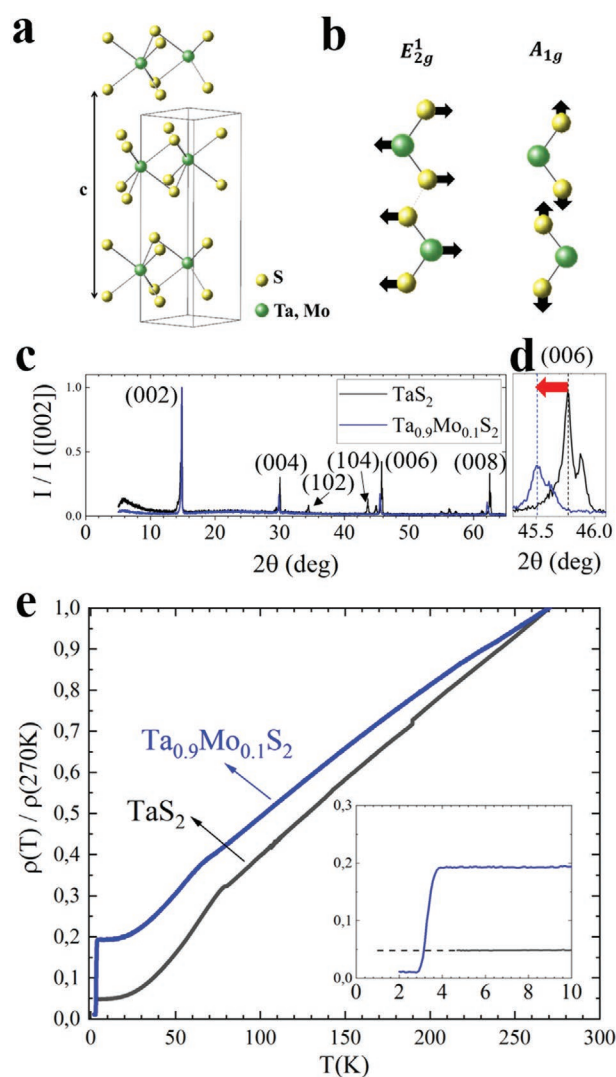 a
c
S
Ta, Mo
b
E¹₂g A₁g
c
I / I ([002]
1.0
0.5
0.0
(002)
(004)
(102)
(104)
(006)
(008)
TaS₂
Ta₀.₉Mo₀.₁S₂
0 10 20 30 40 50 60
2θ (deg)
d
(006)
45.5 46.0
2θ (deg)
e
ρ(T) / ρ(270K)
1,0
0,9
0,8
0,7
0,6
0,5
0,4
0,3
0,2
0,1
0,0
Ta₀.₉Mo₀.₁S₂
TaS₂
0,3
0,2
0,1
0,0
0 2 4 6 8 10
0 50 100 150 200 250 300
T(K)